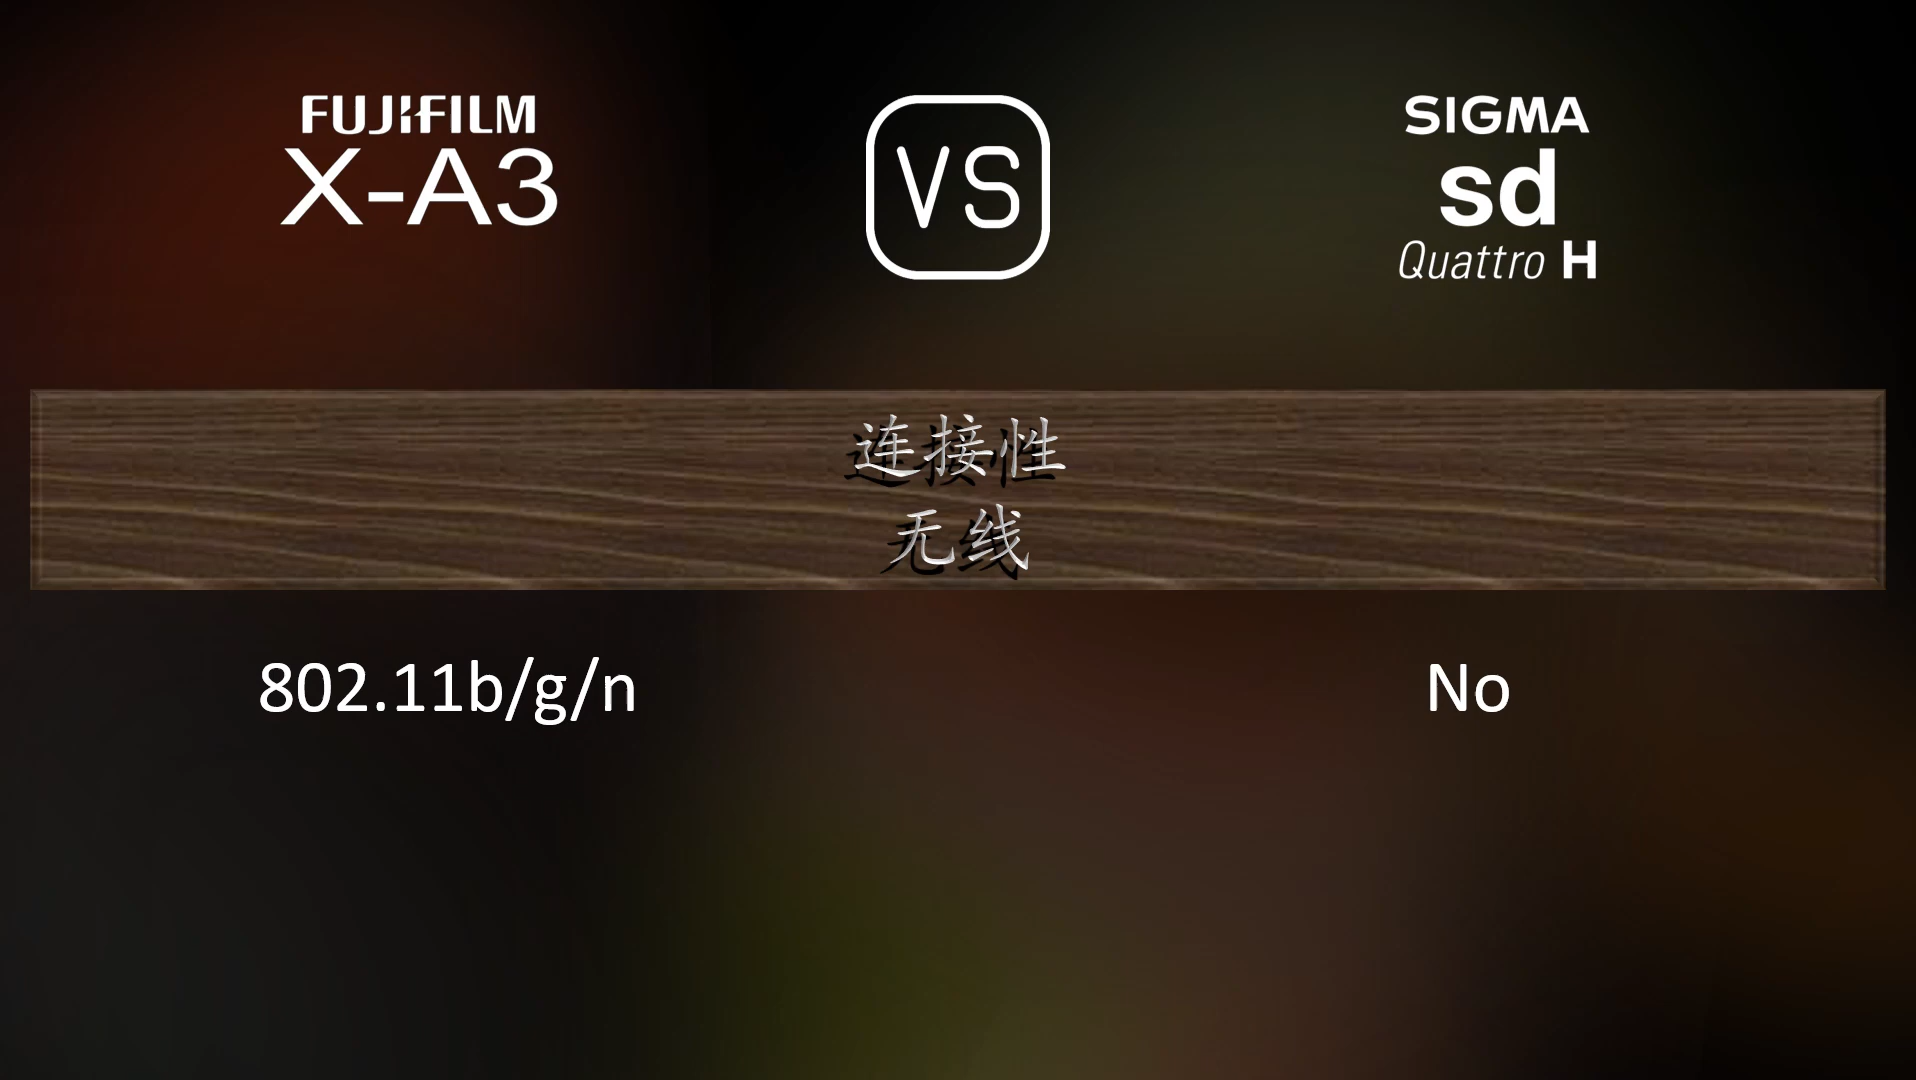 FUJIFILM
X-A3
VS
SIGMA
sd
Quattro H
连接性
无线
802.11b/g/n
No